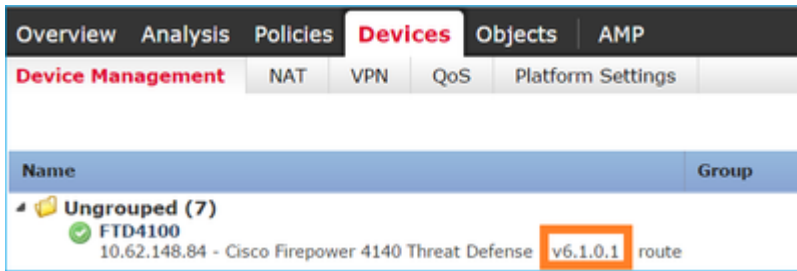 Overview Analysis Policies Devices Objects AMP
Device Management NAT VPN QoS Platform Settings
Name Group
Ungrouped (7)
FTD4100
10.62.148.84 - Cisco Firepower 4140 Threat Defense v6.1.0.1 route